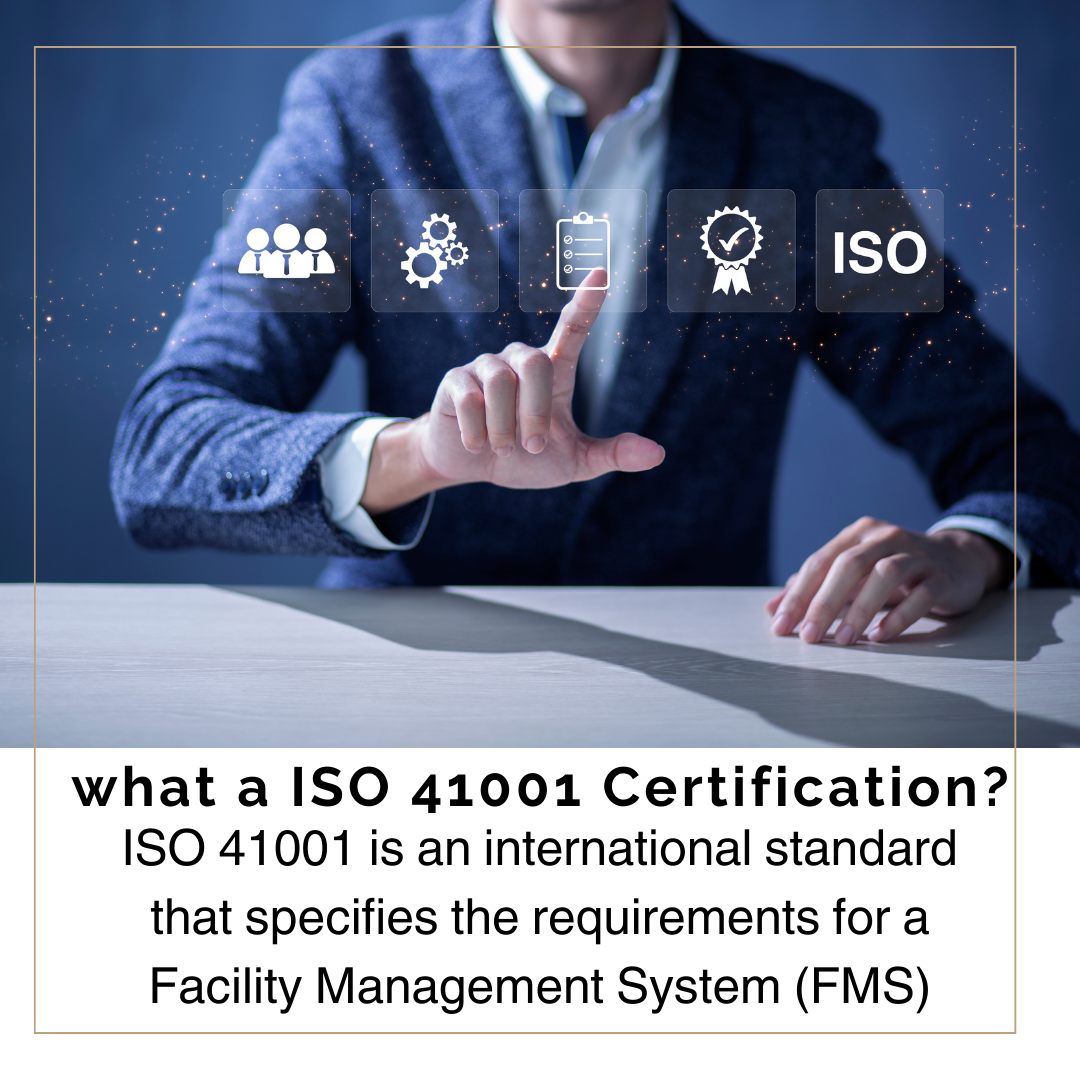 ISO
what a ISO 41001 Certification?
ISO 41001 is an international standard
that specifies the requirements for a
Facility Management System (FMS)